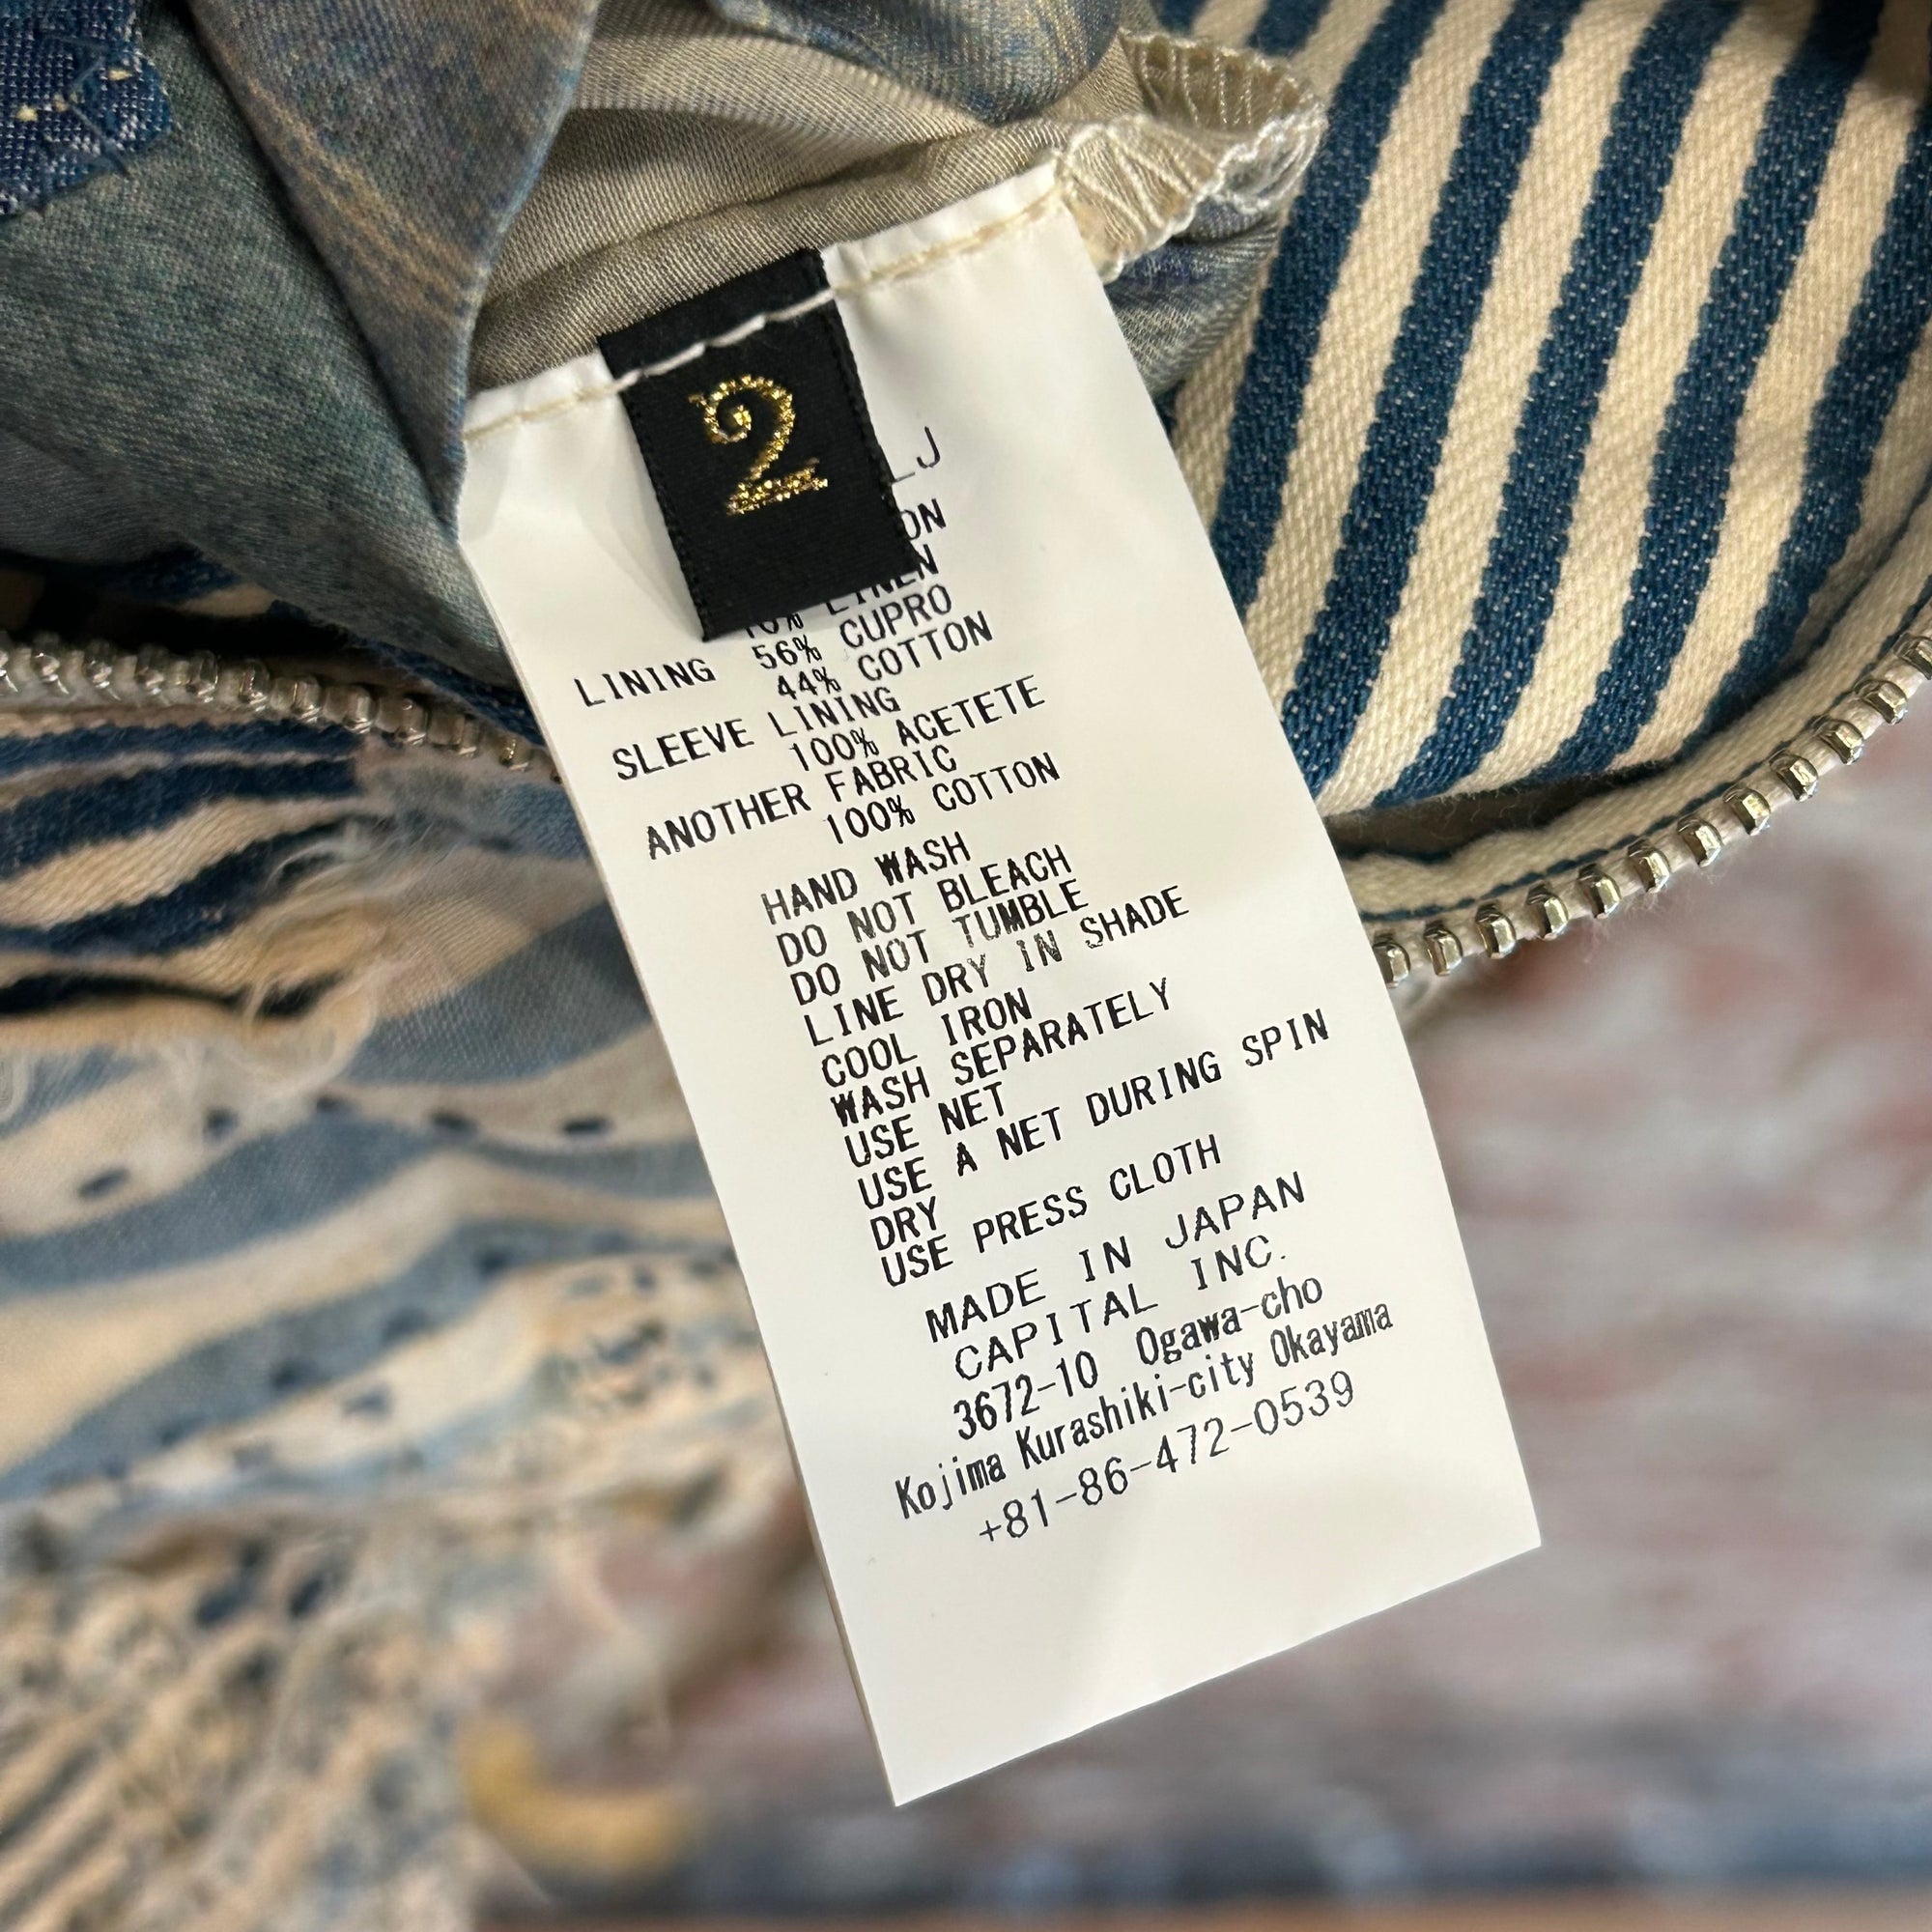 2
LINEN
LINING 56% CUPRO
44% COTTON
SLEEVE LINING
100% ACETETE
ANOTHER FABRIC
100% COTTON
HAND WASH
DO NOT BLEACH
DO NOT TUMBLE
LINE DRY IN SHADE
COOL IRON
WASH SEPARATELY
USE NET
USE A NET DURING SPIN
DRY
USE PRESS CLOTH
MADE IN JAPAN
CAPITAL INC.
3672-10 Ogawa-cho
Kojima Kurashiki-city Okayama
+81-86-472-0539